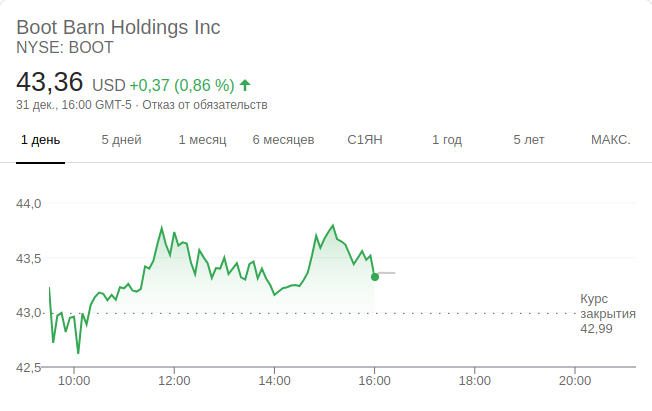 Boot Barn Holdings Inc
NYSE: BOOT
43,36 USD +0,37 (0,86 %)
31 дек., 16:00 GMT-5 · Отказ от обязательств
1 день 5 дней 1 месяц 6 месяцев С1ЯН 1 год 5 лет МАКС.
44,0
43,5
43,0
42,5
Курс
закрытия
42,99
10:00 12:00 14:00 16:00 18:00 20:00